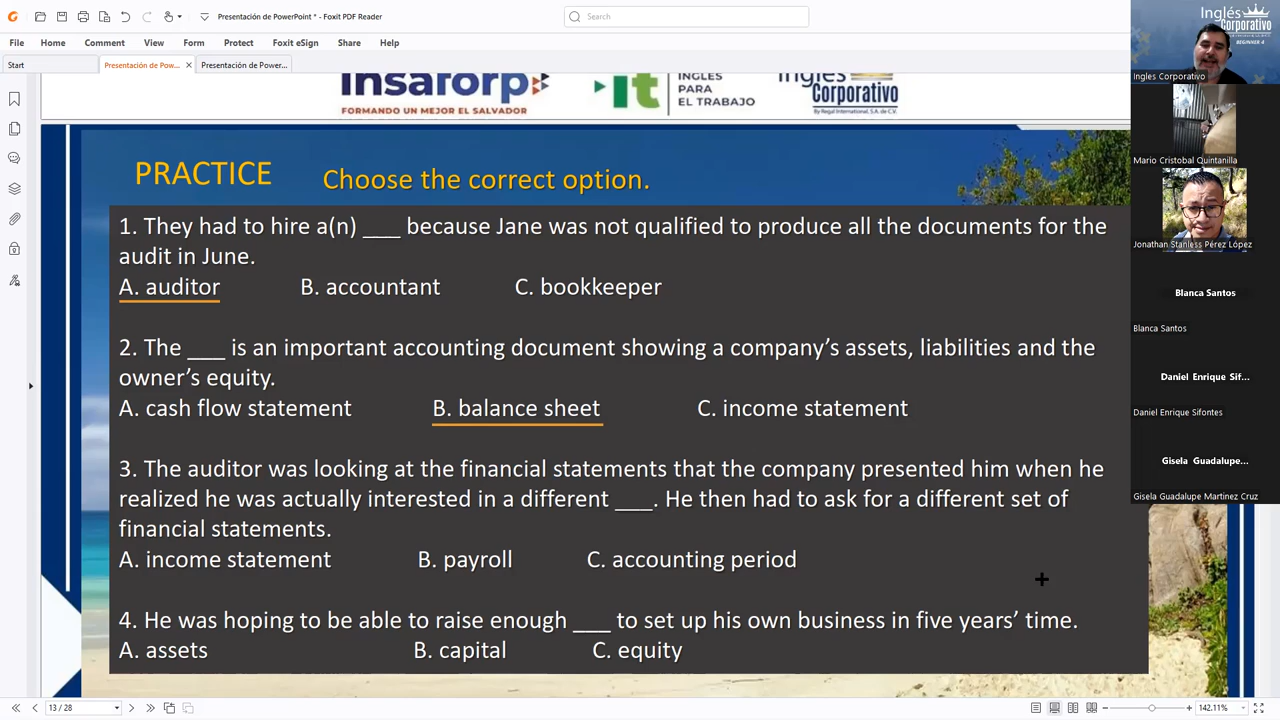 Presentación de PowerPoint * - Foxit PDF Reader
Search
File Home Comment View Form Protect Foxit eSign Share Help
Start Presentación de Pow... Presentación de Power...
Insaforp
FORMANDO UN MEJOR EL SALVADOR
it
INGLÉS
PARA
EL TRABAJO
Inglés
Corporativo
By Regal International, S.A. de C.V.
PRACTICE
Choose the correct option.
1. They had to hire a(n) ___ because Jane was not qualified to produce all the documents for the
audit in June.
A. auditor B. accountant C. bookkeeper
2. The ___ is an important accounting document showing a company’s assets, liabilities and the
owner’s equity.
A. cash flow statement B. balance sheet C. income statement
3. The auditor was looking at the financial statements that the company presented him when he
realized he was actually interested in a different ___. He then had to ask for a different set of
financial statements.
A. income statement B. payroll C. accounting period
4. He was hoping to be able to raise enough ___ to set up his own business in five years’ time.
A. assets B. capital C. equity
Inglés
Corporativo
BEGINNER 4
Ingles Corporativo
Mario Cristobal Quintanilla
Jonathan Stanless Pérez López
Blanca Santos
Blanca Santos
Daniel Enrique Sif...
Daniel Enrique Sifontes
Gisela Guadalupe...
Gisela Guadalupe Martinez Cruz
13 / 28
142.11%